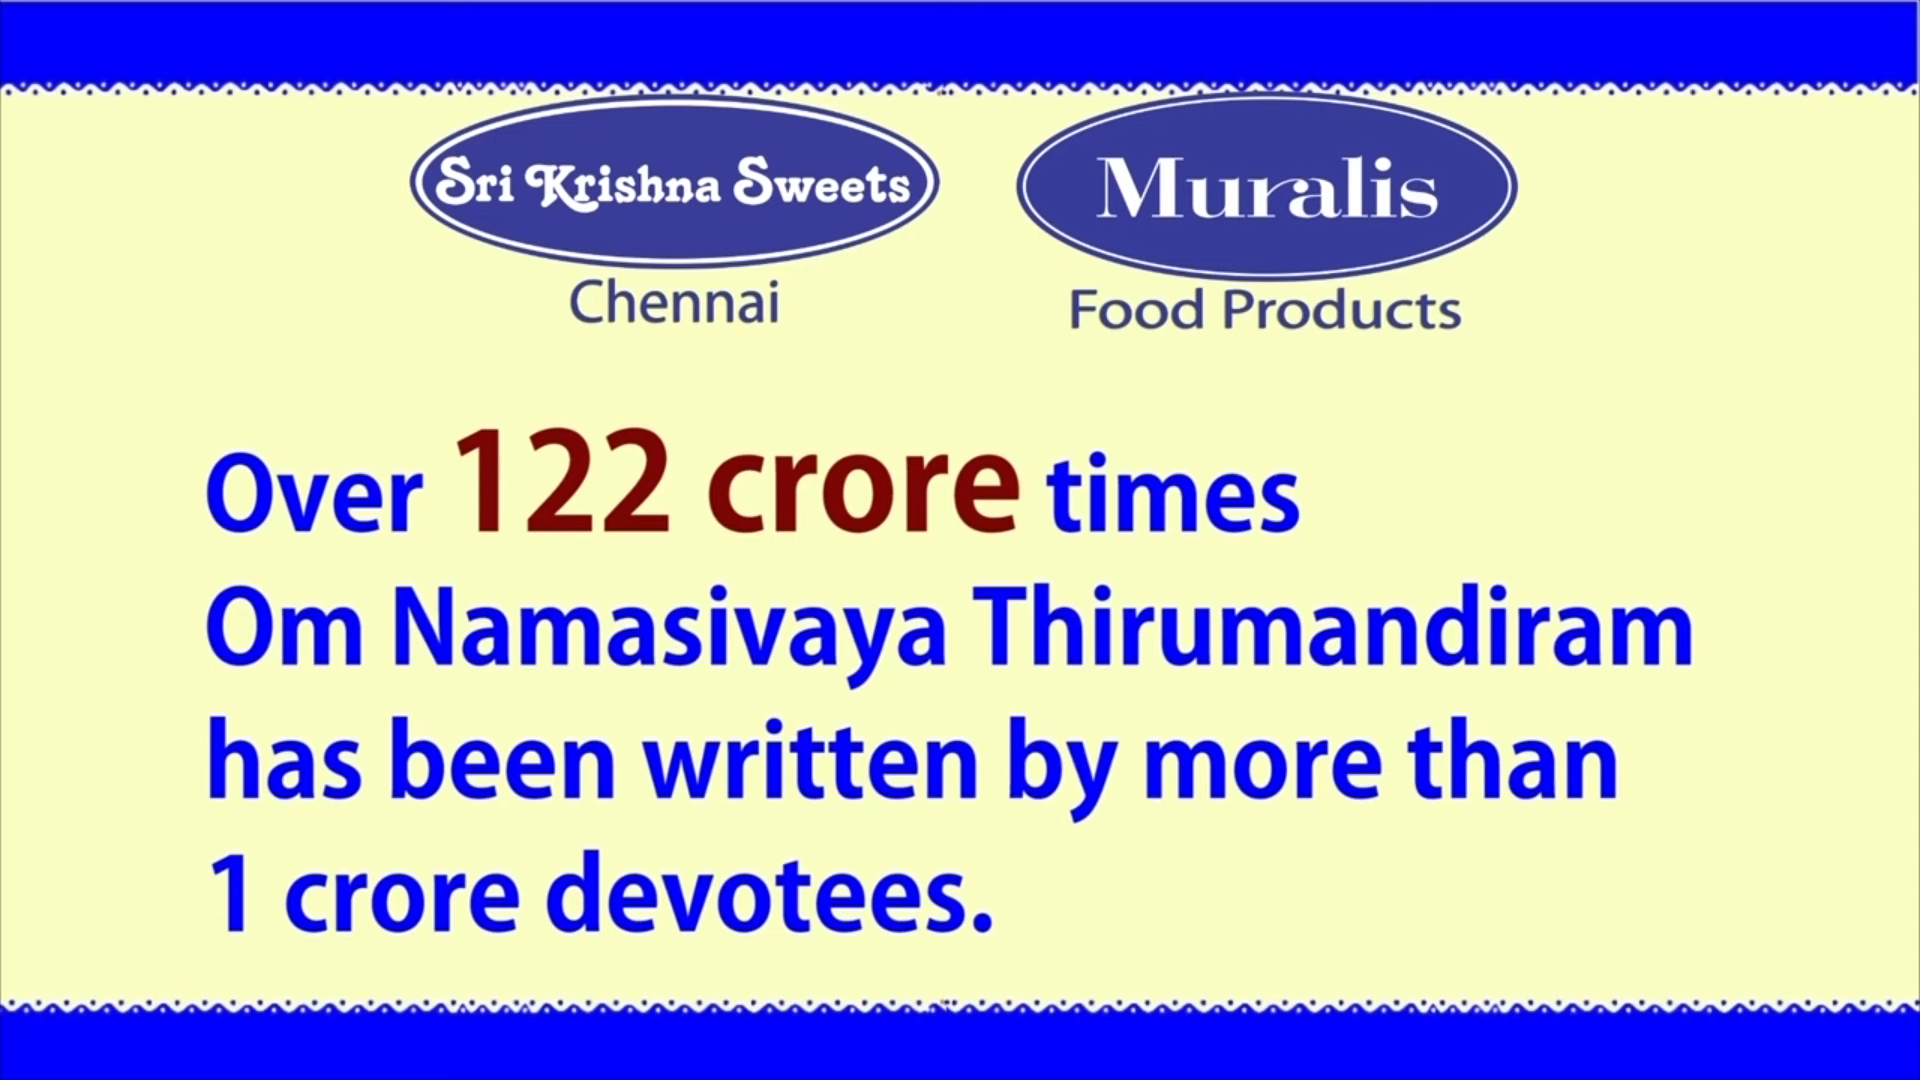 Sri Krishna Sweets
Chennai
Muralis
Food Products
Over 122 crore times
Om Namasivaya Thirumandiram
has been written by more than
1 crore devotees.